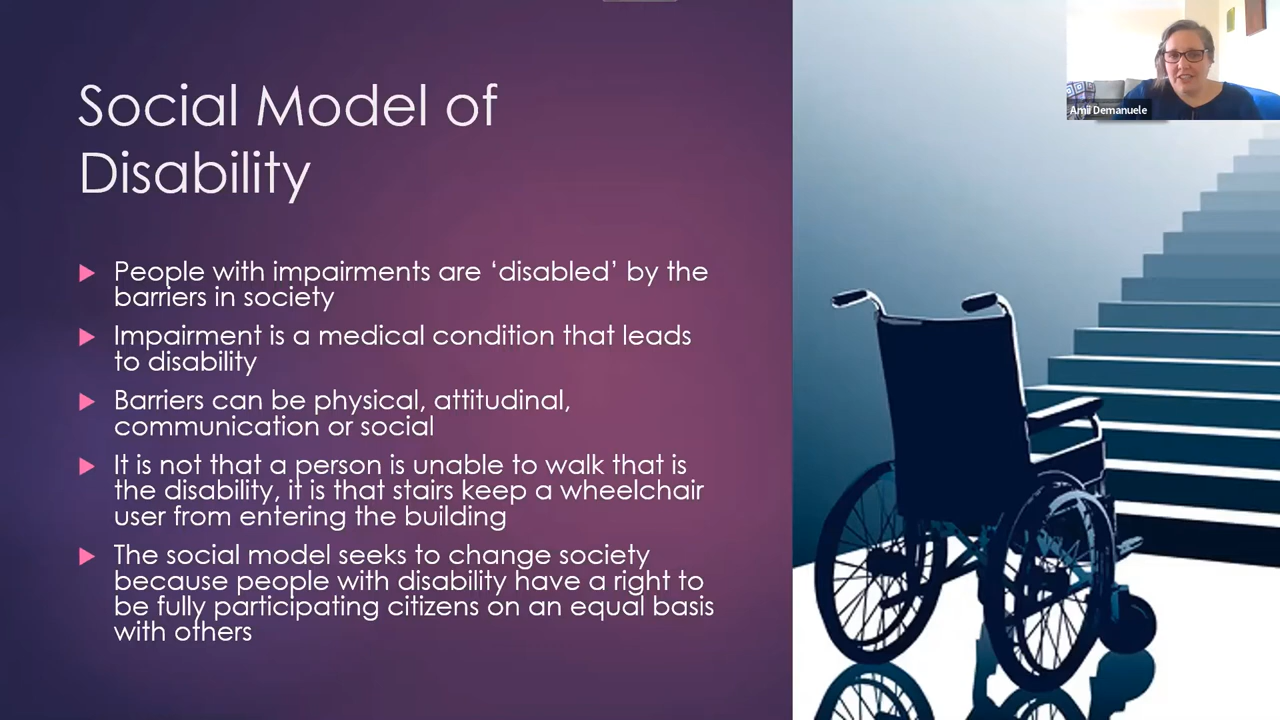 Social Model of
Disability
People with impairments are ‘disabled’ by the
barriers in society
Impairment is a medical condition that leads
to disability
Barriers can be physical, attitudinal,
communication or social
It is not that a person is unable to walk that is
the disability, it is that stairs keep a wheelchair
user from entering the building
The social model seeks to change society
because people with disability have a right to
be fully participating citizens on an equal basis
with others
Amii Demanuele